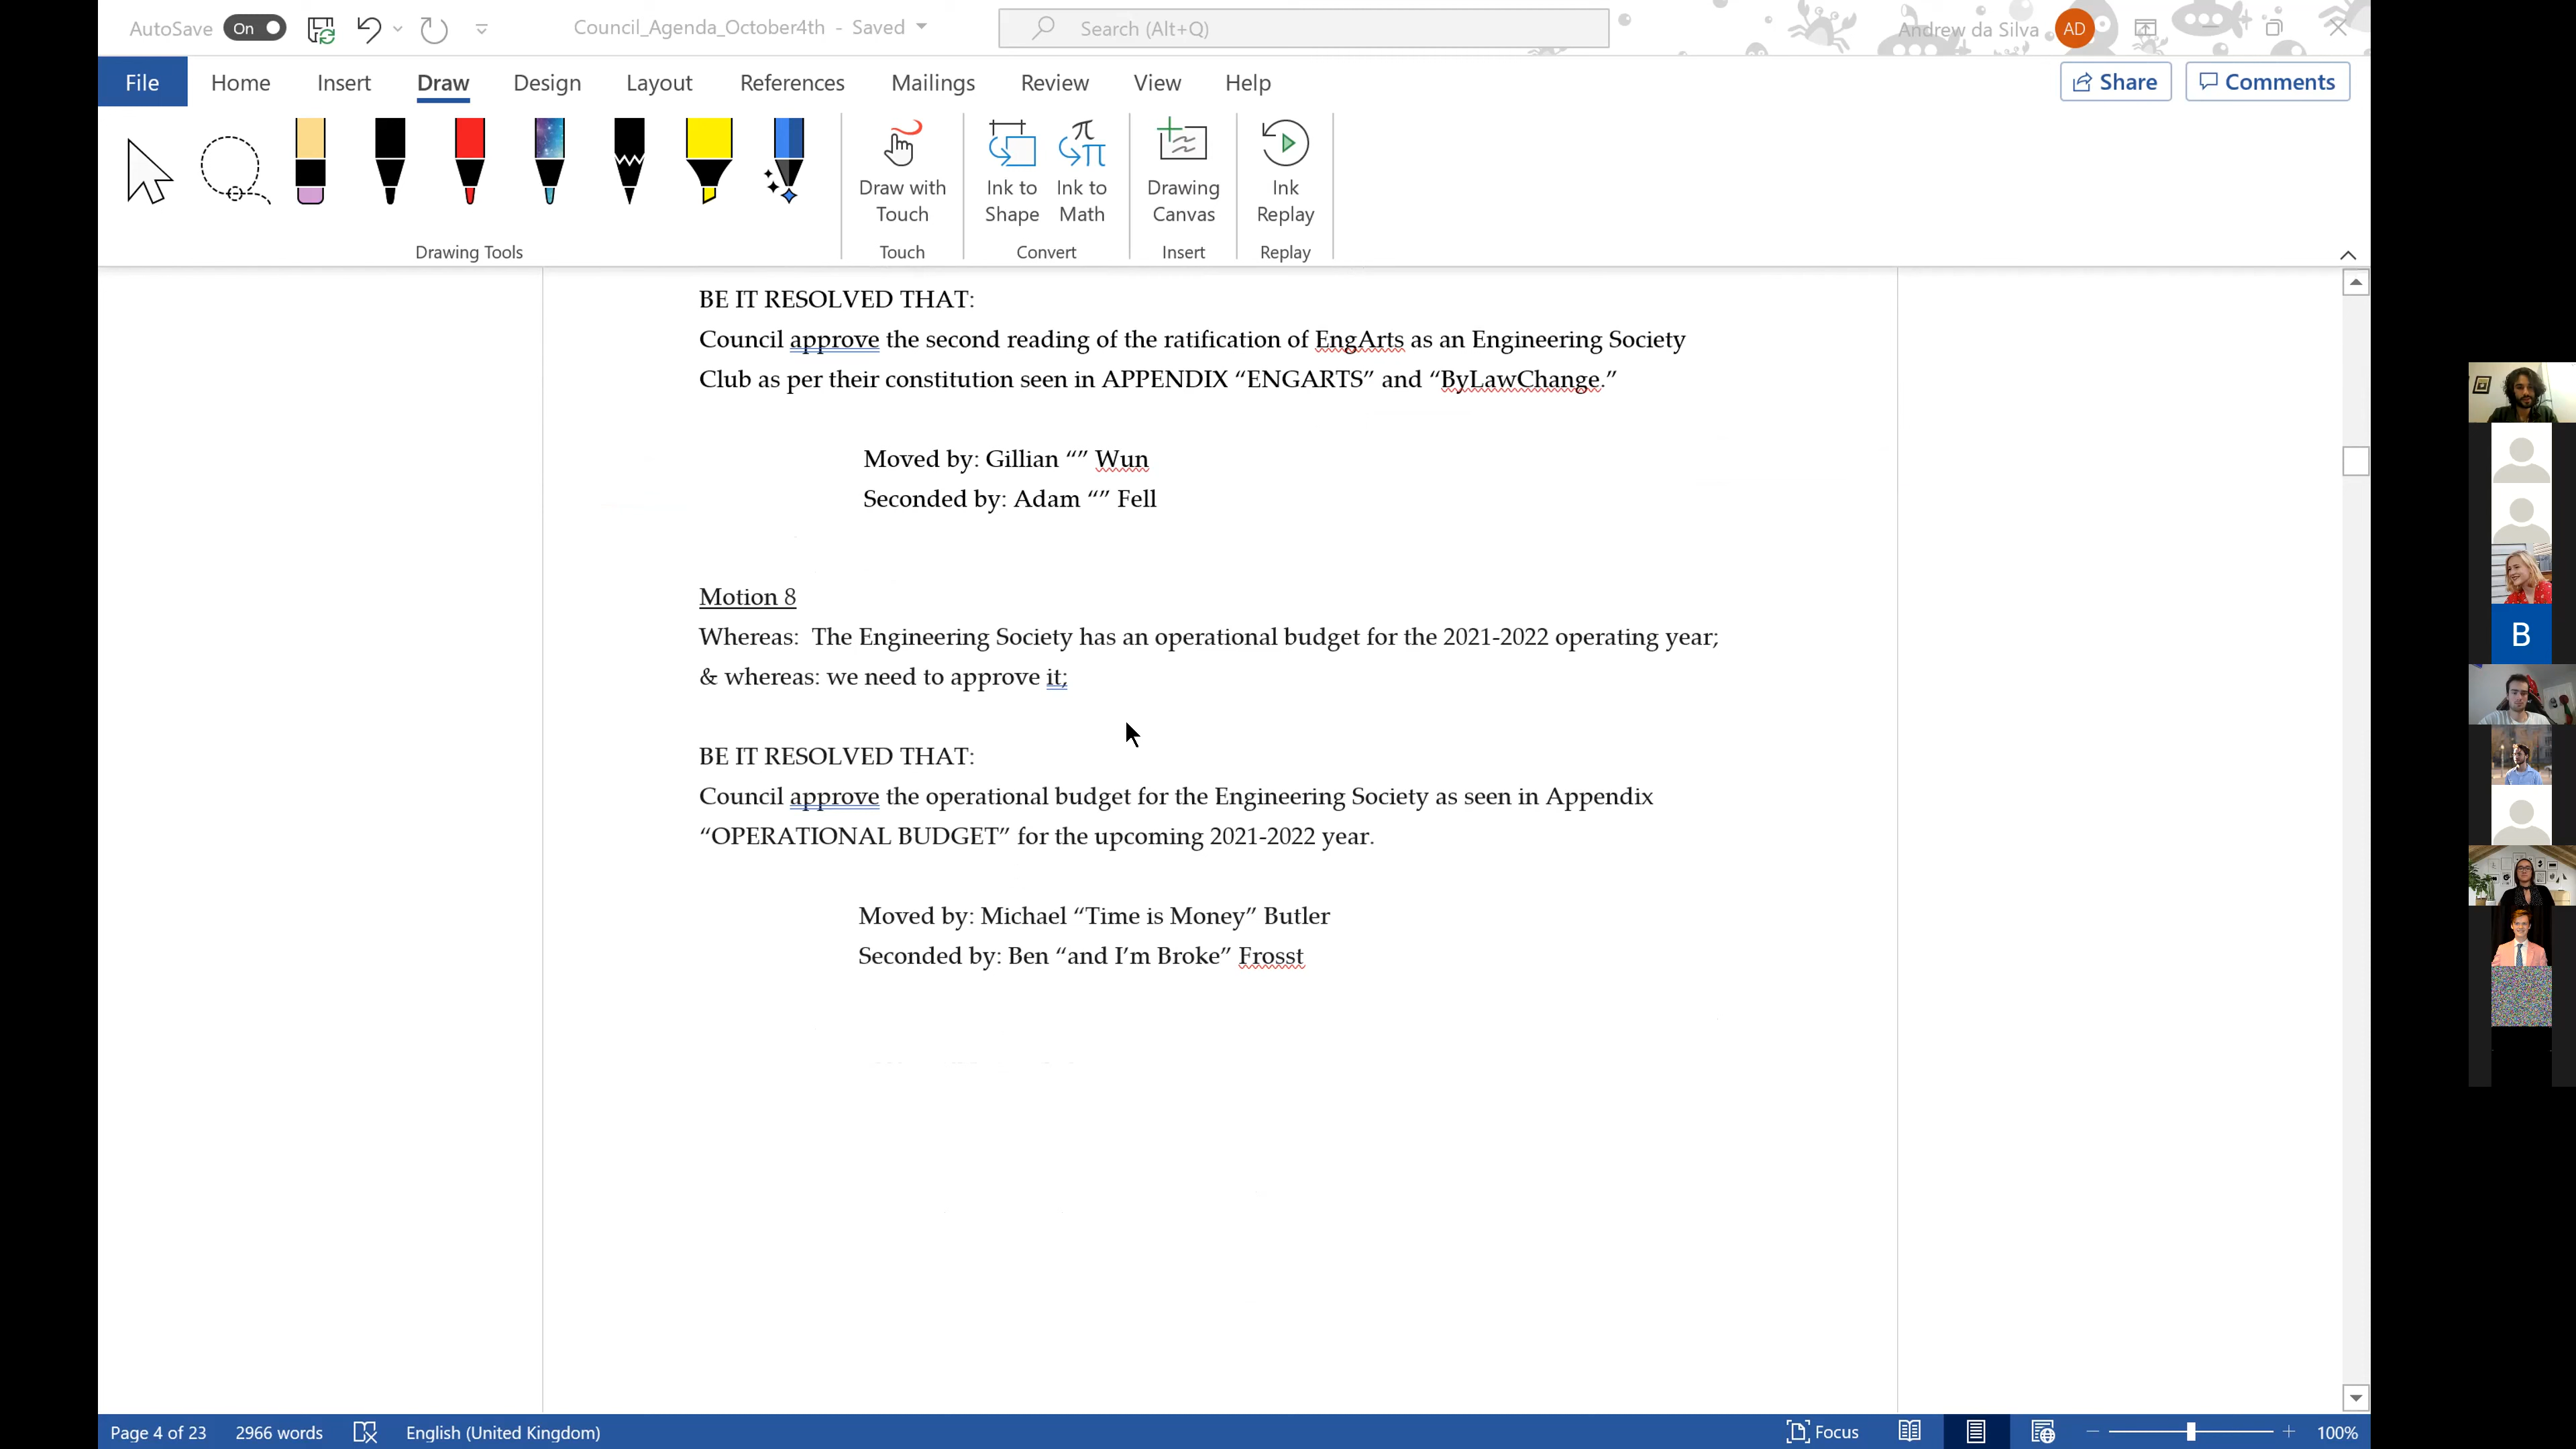 AutoSave On Council_Agenda_October4th - Saved Search (Alt+Q) Andrew da Silva AD
File Home Insert Draw Design Layout References Mailings Review View Help Share Comments
Draw with Touch
Ink to Shape
Ink to Math
Drawing Canvas
Ink Replay
Drawing Tools Touch Convert Insert Replay
BE IT RESOLVED THAT:
Council approve the second reading of the ratification of EngArts as an Engineering Society
Club as per their constitution seen in APPENDIX “ENGARTS” and “ByLawChange.”
Moved by: Gillian “” Wun
Seconded by: Adam “” Fell
Motion 8
Whereas:  The Engineering Society has an operational budget for the 2021-2022 operating year;
& whereas: we need to approve it;
BE IT RESOLVED THAT:
Council approve the operational budget for the Engineering Society as seen in Appendix
“OPERATIONAL BUDGET” for the upcoming 2021-2022 year.
Moved by: Michael “Time is Money” Butler
Seconded by: Ben “and I’m Broke” Frosst
B
Page 4 of 23 2966 words English (United Kingdom) Focus 100%